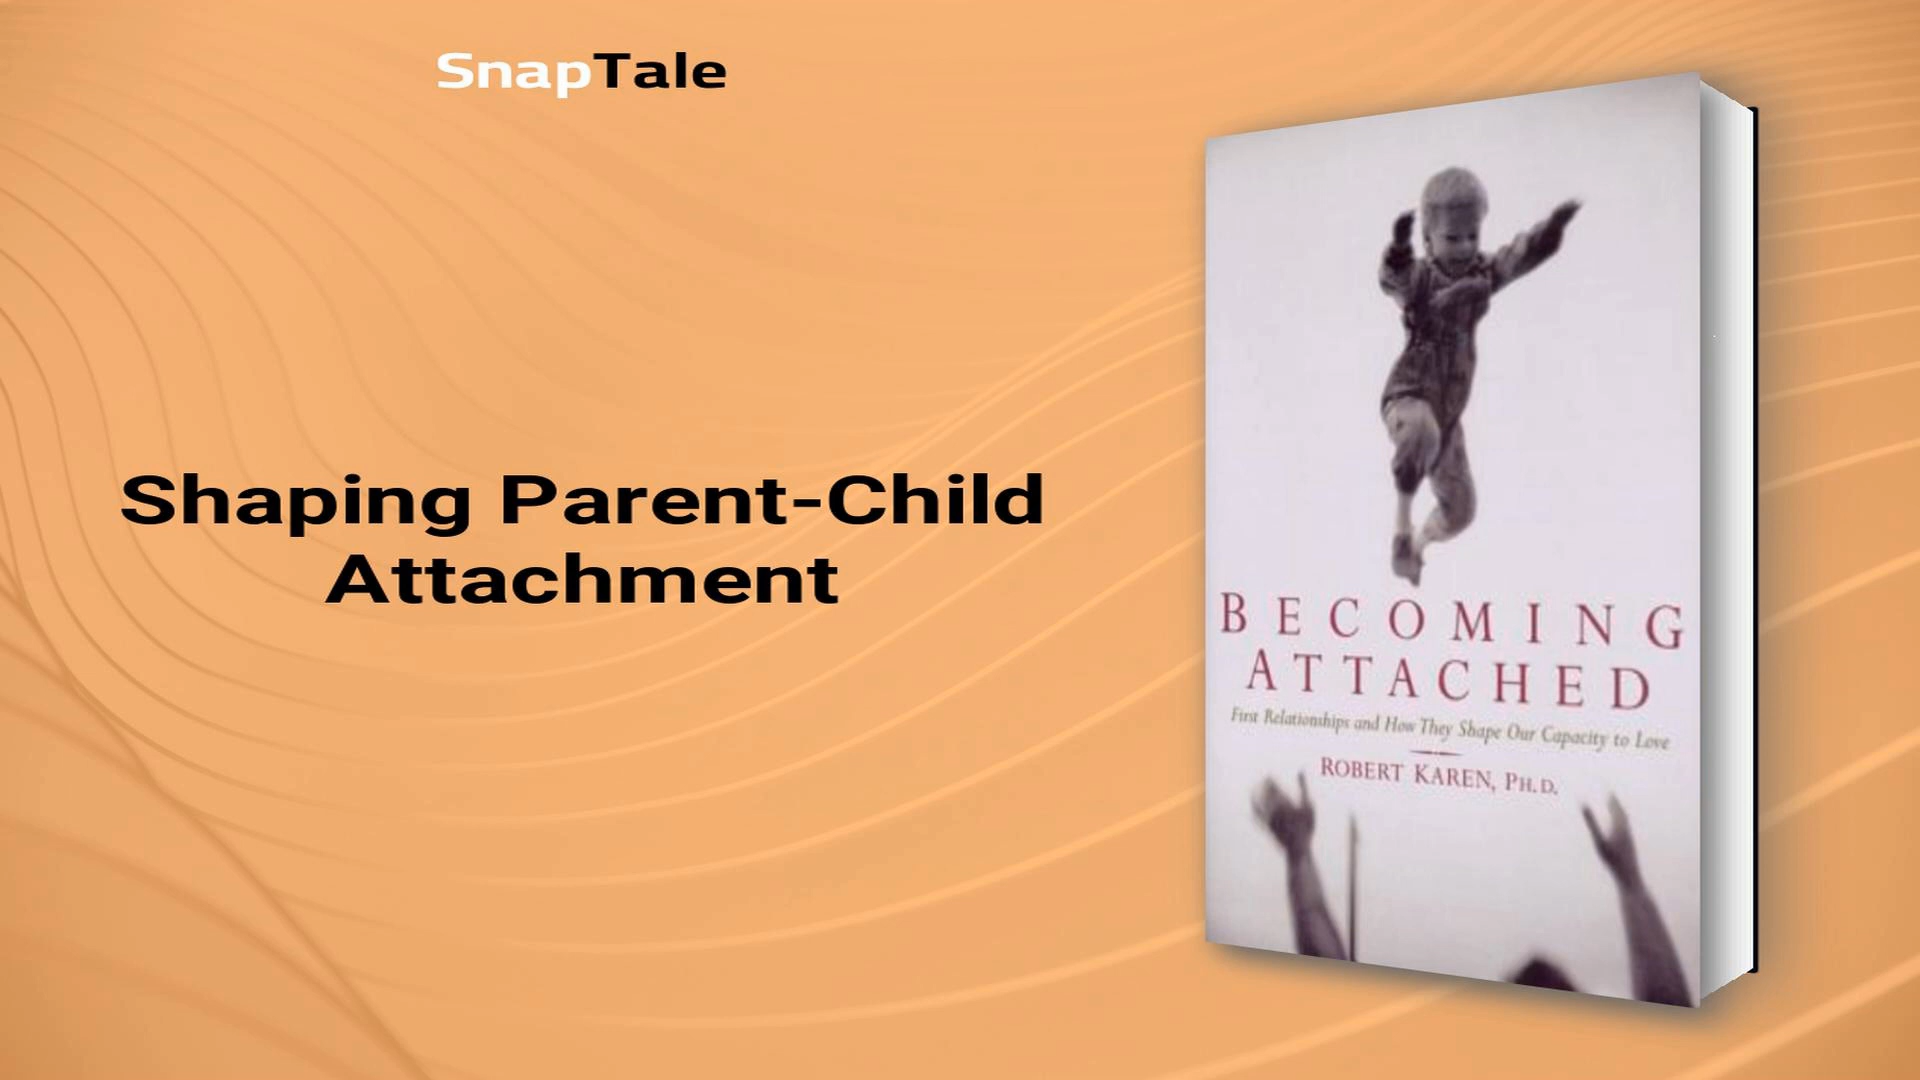 SnapTale
Shaping Parent-Child
Attachment
BECOMING
ATTACHED
First Relationships and How They Shape Our Capacity to Love
ROBERT KAREN, PH.D.